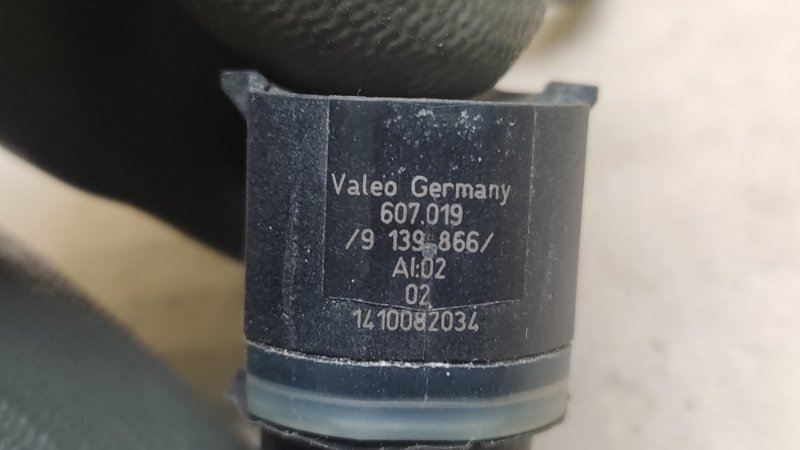 Valeo Germany
607.019
/9 139 866/
AI:02
02
1410082034